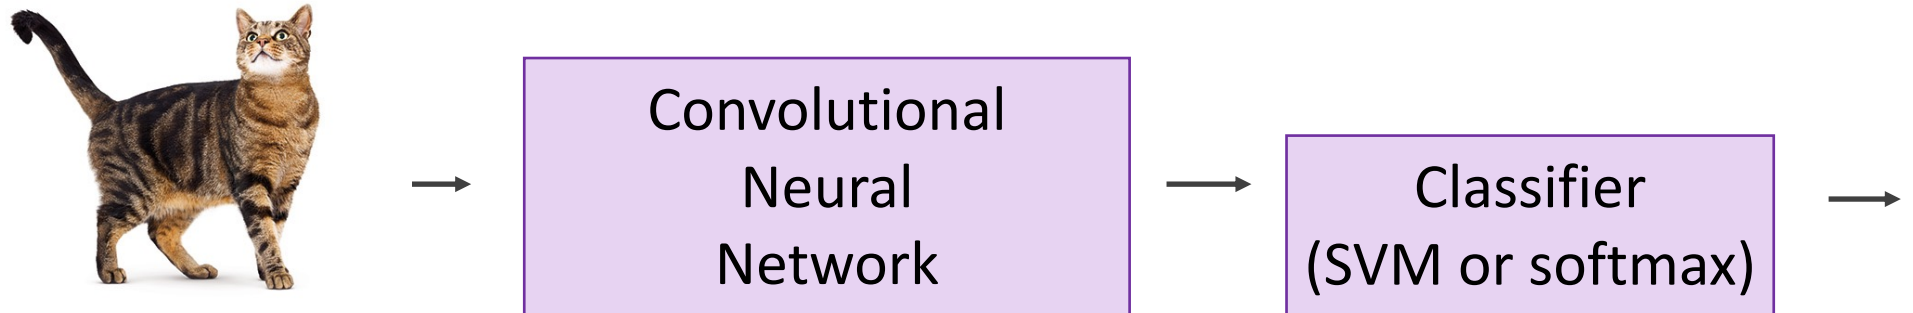 Convolutional
Neural
Network
Classifier
(SVM or softmax)